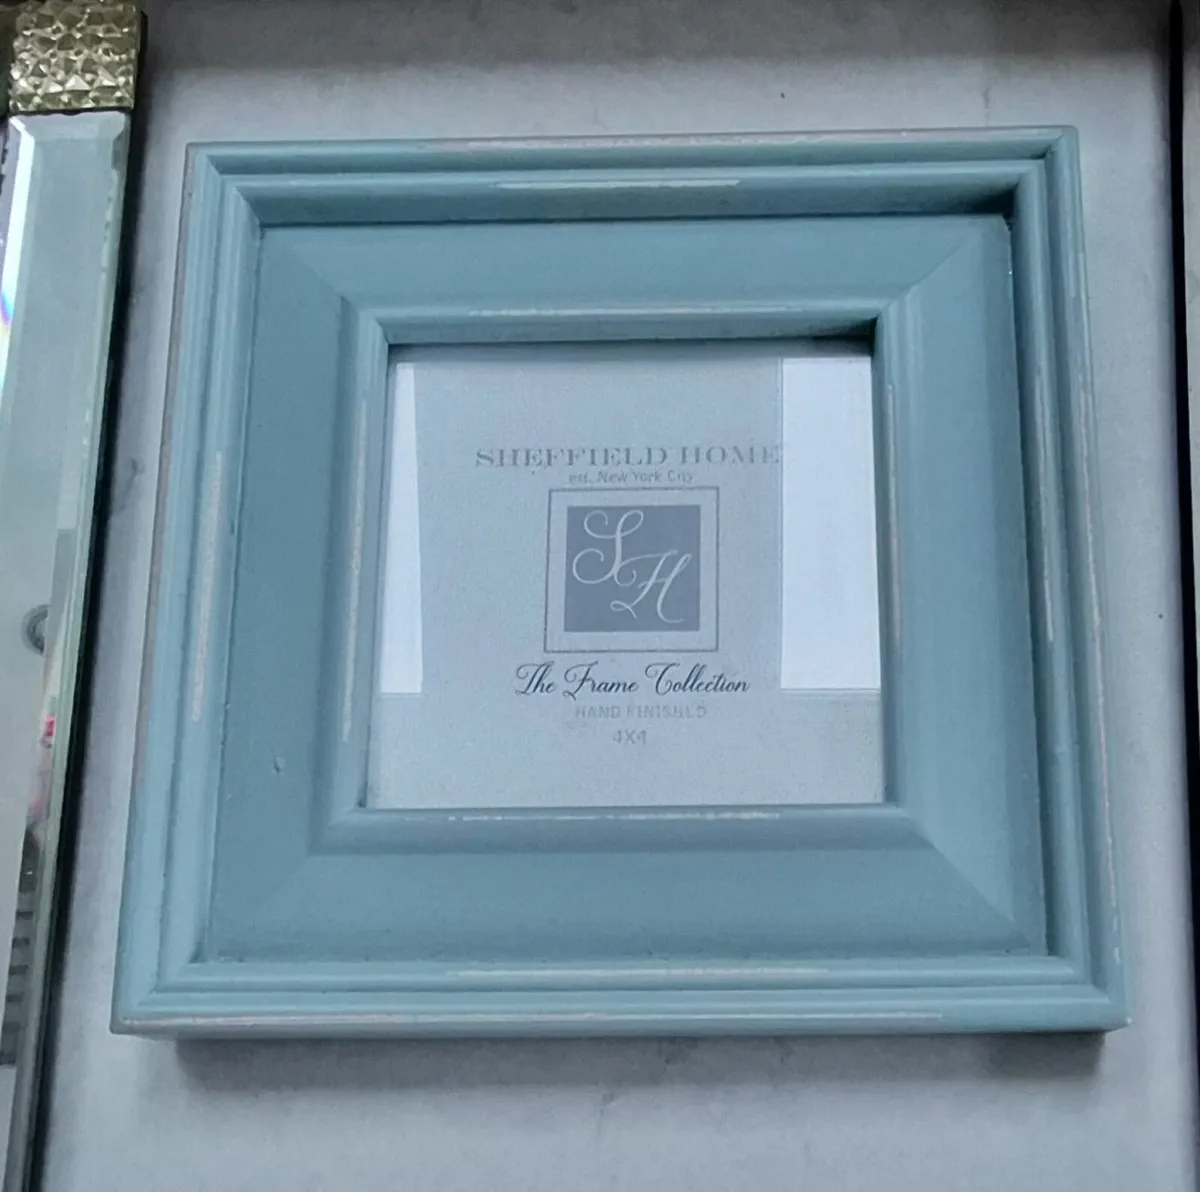 SHEFFIELD HOME
est. New York City
SH
The Frame Collection
HAND FINISHED
4X4